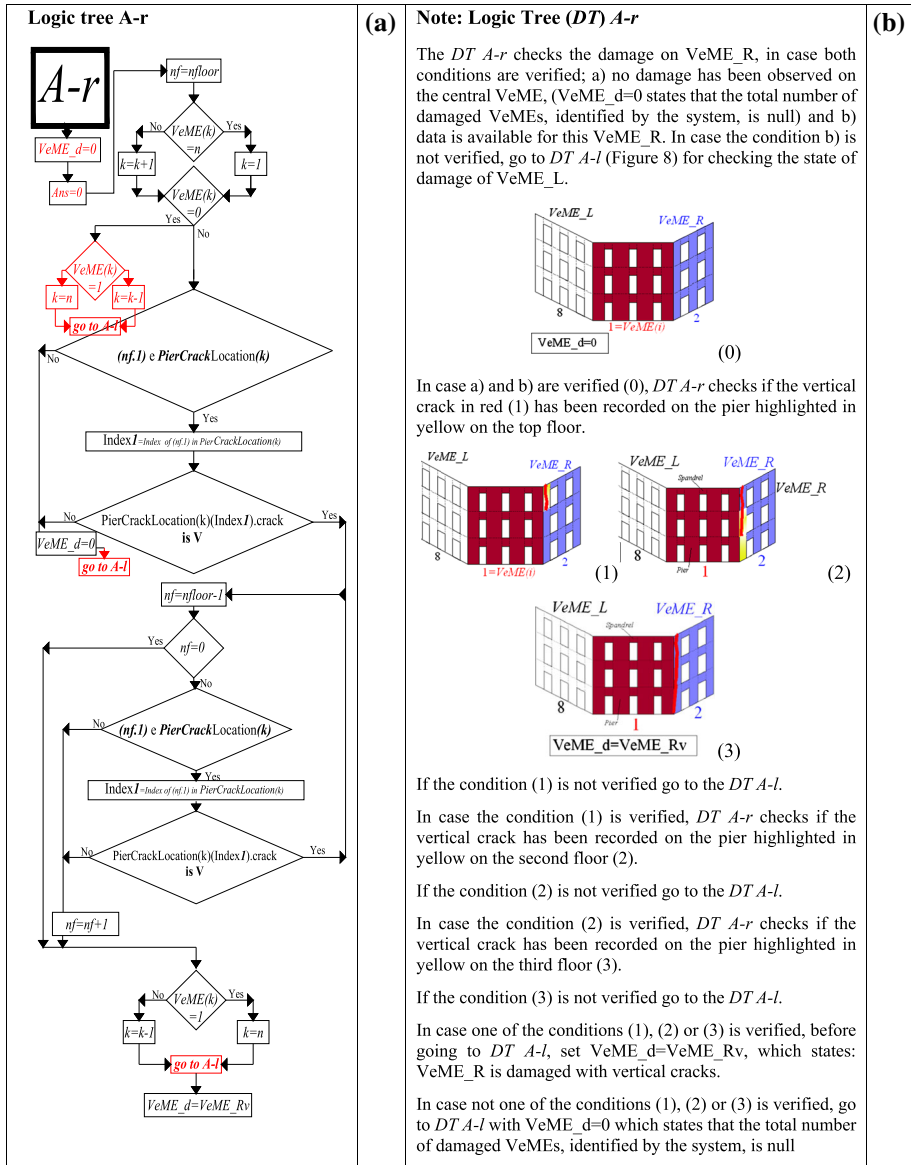 Logic tree A-r
(a)
A-r
nf=nfloor
VeME_d=0
Ans=0
No
VeME(k)
=n
Yes
k=k+1
k=1
VeME(k)
=0
Yes
No
VeME(k)
=1
k=n
k=k-1
go to A-l
(nf.1) e PierCrackLocation(k)
No
Yes
Index1=Index of (nf.1) in PierCrackLocation(k)
PierCrackLocation(k)(Index1).crack
is V
No
Yes
VeME_d=0
go to A-l
nf=nfloor-1
nf=0
Yes
No
(nf.1) e PierCrackLocation(k)
No
Yes
Index1=Index of (nf.1) in PierCrackLocation(k)
PierCrackLocation(k)(Index1).crack
is V
No
Yes
nf=nf+1
VeME(k)
=1
No
Yes
k=k-1
k=n
go to A-l
VeME_d=VeME_Rv
Note: Logic Tree (DT) A-r
(b)
The DT A-r checks the damage on VeME_R, in case both
conditions are verified; a) no damage has been observed on
the central VeME, (VeME_d=0 states that the total number of
damaged VeMEs, identified by the system, is null) and b)
data is available for this VeME_R. In case the condition b) is
not verified, go to DT A-l (Figure 8) for checking the state of
damage of VeME_L.
VeME_L
VeME_R
8
1=VeME(i)
2
VeME_d=0
(0)
In case a) and b) are verified (0), DT A-r checks if the vertical
crack in red (1) has been recorded on the pier highlighted in
yellow on the top floor.
VeME_L
VeME_R
8
1=VeME(i)
2
(1)
VeME_L
VeME_R
Spandrel
VeME_R
8
Pier
1
2
(2)
VeME_L
VeME_R
Spandrel
8
Pier
1
2
VeME_d=VeME_Rv
(3)
If the condition (1) is not verified go to the DT A-l.
In case the condition (1) is verified, DT A-r checks if the
vertical crack has been recorded on the pier highlighted in
yellow on the second floor (2).
If the condition (2) is not verified go to the DT A-l.
In case the condition (2) is verified, DT A-r checks if the
vertical crack has been recorded on the pier highlighted in
yellow on the third floor (3).
If the condition (3) is not verified go to the DT A-l.
In case one of the conditions (1), (2) or (3) is verified, before
going to DT A-l, set VeME_d=VeME_Rv, which states:
VeME_R is damaged with vertical cracks.
In case not one of the conditions (1), (2) or (3) is verified, go
to DT A-l with VeME_d=0 which states that the total number
of damaged VeMEs, identified by the system, is null